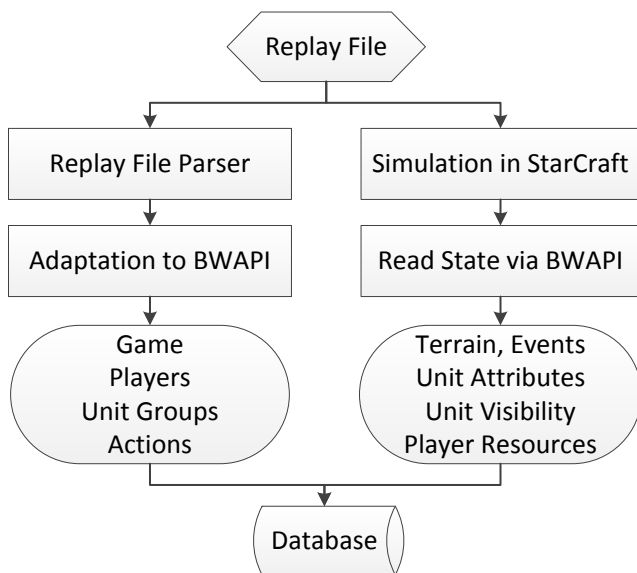 Replay File
Replay File Parser
Simulation in StarCraft
Adaptation to BWAPI
Read State via BWAPI
Game
Players
Unit Groups
Actions
Terrain, Events
Unit Attributes
Unit Visibility
Player Resources
Database